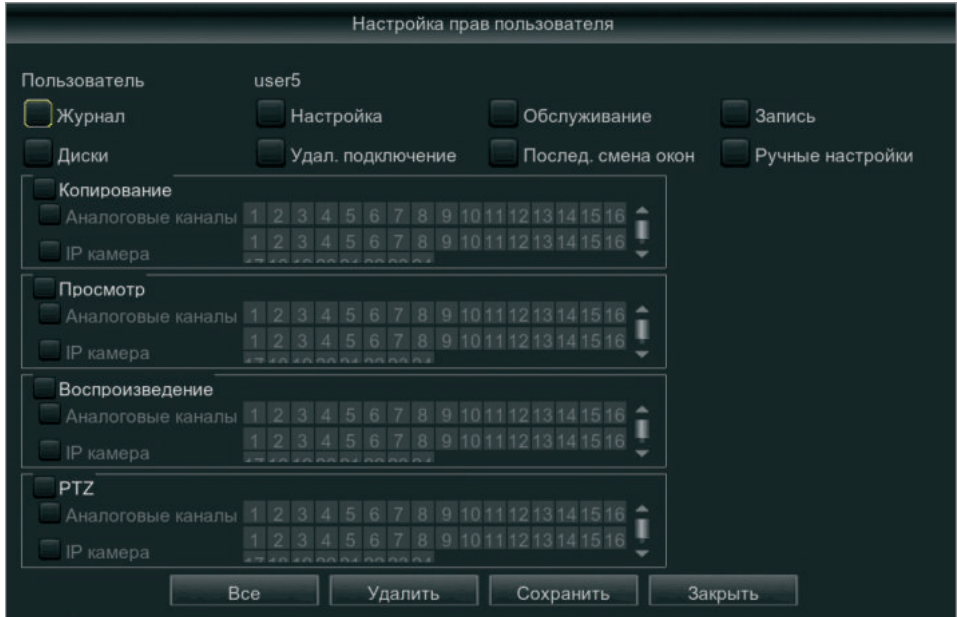 Настройка прав пользователя
Пользователь user5
Журнал Настройка Обслуживание Запись
Диски Удал. подключение Послед. смена окон Ручные настройки
Копирование
Аналоговые каналы 1 2 3 4 5 6 7 8 9 10 11 12 13 14 15 16
IP камера 1 2 3 4 5 6 7 8 9 10 11 12 13 14 15 16
Просмотр
Аналоговые каналы 1 2 3 4 5 6 7 8 9 10 11 12 13 14 15 16
IP камера 1 2 3 4 5 6 7 8 9 10 11 12 13 14 15 16
Воспроизведение
Аналоговые каналы 1 2 3 4 5 6 7 8 9 10 11 12 13 14 15 16
IP камера 1 2 3 4 5 6 7 8 9 10 11 12 13 14 15 16
PTZ
Аналоговые каналы 1 2 3 4 5 6 7 8 9 10 11 12 13 14 15 16
IP камера 1 2 3 4 5 6 7 8 9 10 11 12 13 14 15 16
Все Удалить Сохранить Закрыть